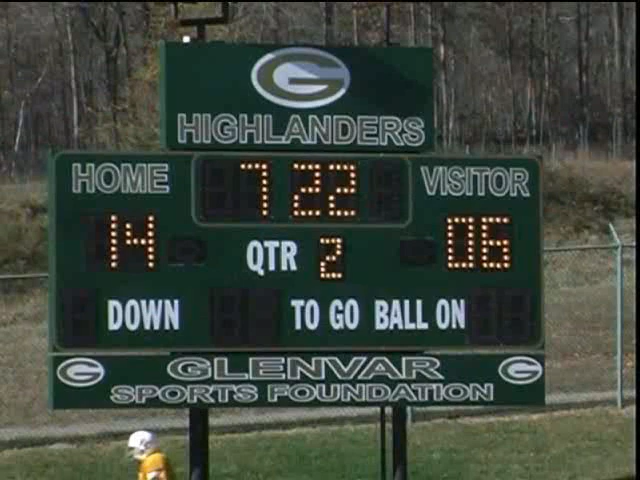 G
HIGHLANDERS
HOME 7 22 VISITOR
14 QTR 2 06
DOWN TO GO BALL ON
G GLENVAR G
SPORTS FOUNDATION